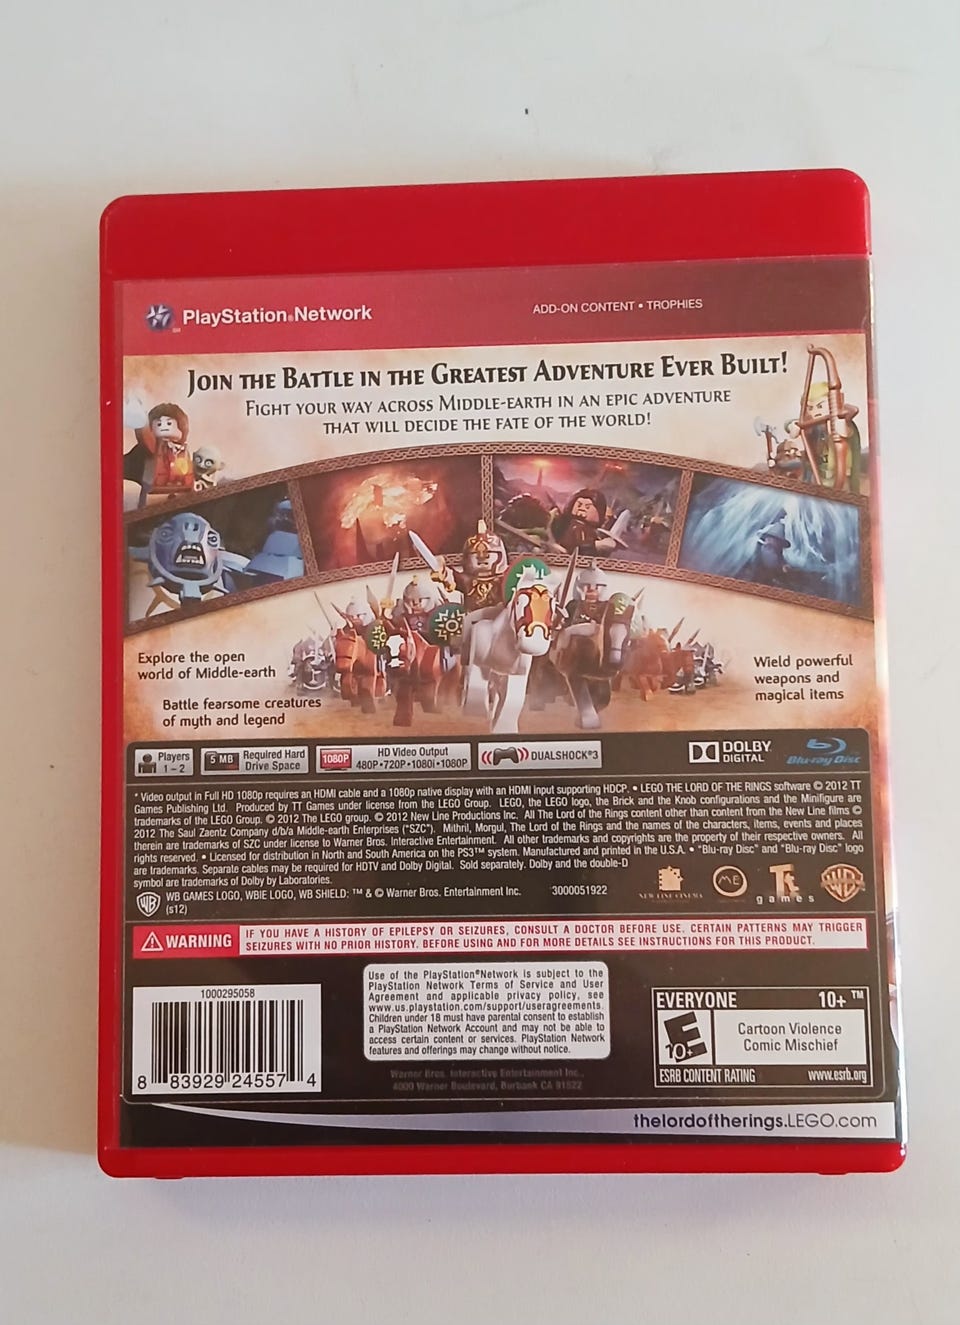 PlayStation®Network
SM
ADD-ON CONTENT • TROPHIES
JOIN THE BATTLE IN THE GREATEST ADVENTURE EVER BUILT!
FIGHT YOUR WAY ACROSS MIDDLE-EARTH IN AN EPIC ADVENTURE
THAT WILL DECIDE THE FATE OF THE WORLD!
Explore the open
world of Middle-earth
Battle fearsome creatures
of myth and legend
Wield powerful
weapons and
magical items
Players
1-2
5 MB
Required Hard
Drive Space
1080P
HD Video Output
480P•720P•1080i•1080P
DUALSHOCK®3
DOLBY
DIGITAL
Blu-ray Disc
* Video output in Full HD 1080p requires an HDMI cable and a 1080p native display with an HDMI input supporting HDCP. • LEGO THE LORD OF THE RINGS software © 2012 TT
Games Publishing Ltd. Produced by TT Games under license from the LEGO Group. LEGO, the LEGO logo, the Brick and the Knob configurations and the Minifigure are
trademarks of the LEGO Group. © 2012 The LEGO group. © 2012 New Line Productions Inc. All The Lord of the Rings content other than content from the New Line films ©
2012 The Saul Zaentz Company d/b/a Middle-earth Enterprises ("SZC"). Mithril, Morgul, The Lord of the Rings and the names of the characters, items, events and places
therein are trademarks of SZC under license to Warner Bros. Interactive Entertainment. All other trademarks and copyrights are the property of their respective owners. All
rights reserved. • Licensed for distribution in North and South America on the PS3™ system. Manufactured and printed in the U.S.A. • "Blu-ray Disc" and "Blu-ray Disc" logo
are trademarks. Separate cables may be required for HDTV and Dolby Digital. Sold separately. Dolby and the double-D
symbol are trademarks of Dolby Laboratories.
WB GAMES LOGO, WBIE LOGO, WB SHIELD: ™ & © Warner Bros. Entertainment Inc.
(s12)
3000051922
NEW LINE CINEMA
ME
TT
games
WB
WARNING
IF YOU HAVE A HISTORY OF EPILEPSY OR SEIZURES, CONSULT A DOCTOR BEFORE USE. CERTAIN PATTERNS MAY TRIGGER
SEIZURES WITH NO PRIOR HISTORY. BEFORE USING AND FOR MORE DETAILS SEE INSTRUCTIONS FOR THIS PRODUCT.
1000295058
8 83929 24557 4
Use of the PlayStation®Network is subject to the
PlayStation Network Terms of Service and User
Agreement and applicable privacy policy, see
www.us.playstation.com/support/useragreements.
Children under 18 must have parental consent to establish
a PlayStation Network Account and may not be able to
access certain content or services. PlayStation Network
features and offerings may change without notice.
Warner Bros. Interactive Entertainment Inc.,
4000 Warner Boulevard, Burbank CA 91522
EVERYONE 10+ ™
E
10+
Cartoon Violence
Comic Mischief
ESRB CONTENT RATING www.esrb.org
thelordoftherings.LEGO.com